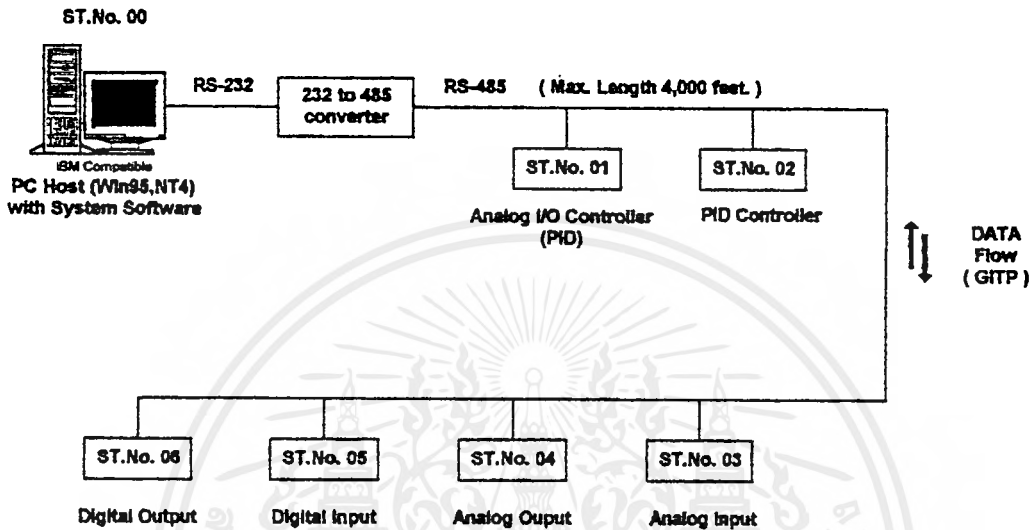 ST.No. 00
RS-232
232 to 485
converter
RS-485 ( Max. Length 4,000 feet. )
IBM Compatible
PC Host (Win95,NT4)
with System Software
ST.No. 01
Analog I/O Controller
(PID)
ST.No. 02
PID Controller
DATA
Flow
( GITP )
ST.No. 06
ST.No. 05
ST.No. 04
ST.No. 03
Digital Output
Digital Input
Analog Ouput
Analog Input